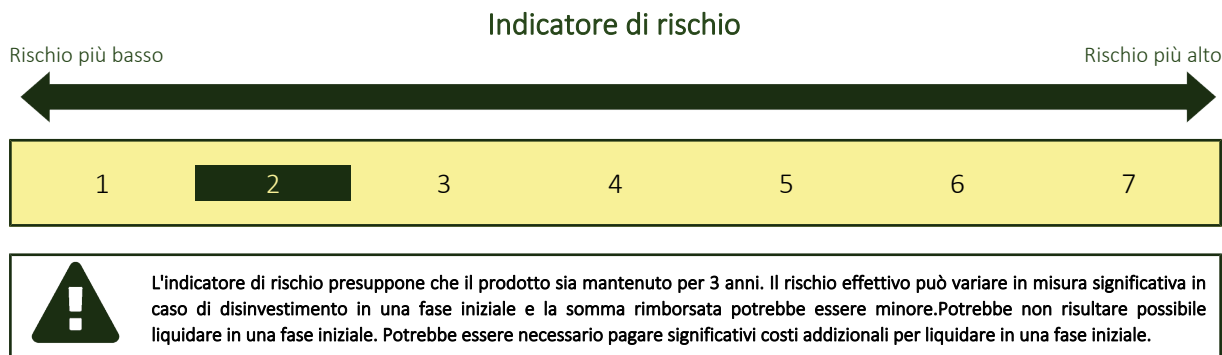 Indicatore di rischio
Rischio più basso Rischio più alto
1 2 3 4 5 6 7
L'indicatore di rischio presuppone che il prodotto sia mantenuto per 3 anni. Il rischio effettivo può variare in misura significativa in
caso di disinvestimento in una fase iniziale e la somma rimborsata potrebbe essere minore.Potrebbe non risultare possibile
liquidare in una fase iniziale. Potrebbe essere necessario pagare significativi costi addizionali per liquidare in una fase iniziale.